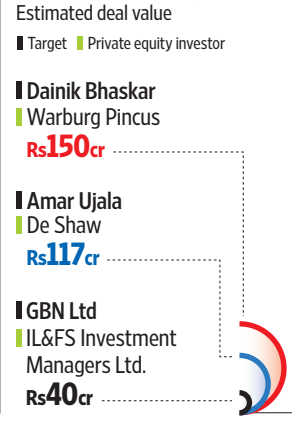 Estimated deal value
Target Private equity investor
Dainik Bhaskar
Warburg Pincus
Rs150cr
Amar Ujala
De Shaw
Rs117cr
GBN Ltd
IL&FS Investment
Managers Ltd.
Rs40cr